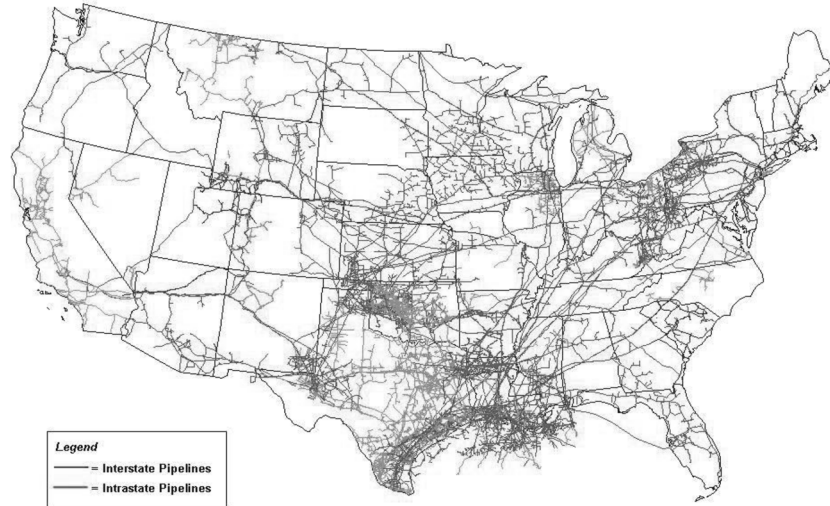 Legend
= Interstate Pipelines
= Intrastate Pipelines